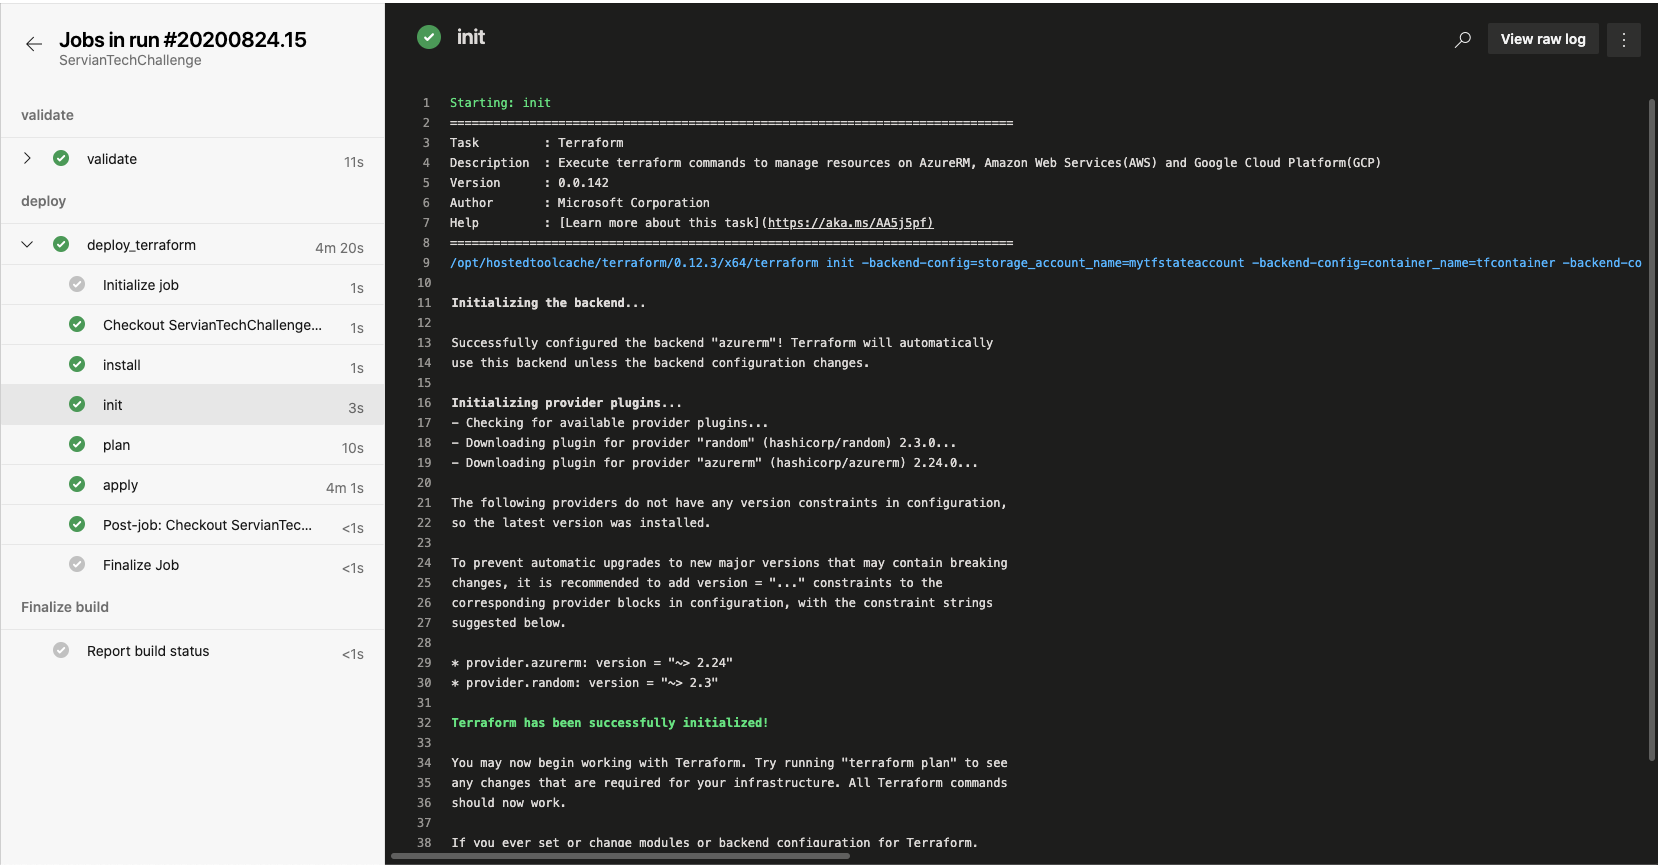 Jobs in run #20200824.15
ServianTechChallenge
validate
validate 11s
deploy
deploy_terraform 4m 20s
Initialize job 1s
Checkout ServianTechChallenge... 1s
install 1s
init 3s
plan 10s
apply 4m 1s
Post-job: Checkout ServianTec... <1s
Finalize Job <1s
Finalize build
Report build status <1s
init
View raw log
1 Starting: init
2 ==============================================================================
3 Task         : Terraform
4 Description  : Execute terraform commands to manage resources on AzureRM, Amazon Web Services(AWS) and Google Cloud Platform(GCP)
5 Version      : 0.0.142
6 Author       : Microsoft Corporation
7 Help         : [Learn more about this task](https://aka.ms/AA5j5pf)
8 ==============================================================================
9 /opt/hostedtoolcache/terraform/0.12.3/x64/terraform init -backend-config=storage_account_name=mytfstateaccount -backend-config=container_name=tfcontainer -backend-co
10
11 Initializing the backend...
12
13 Successfully configured the backend "azurerm"! Terraform will automatically
14 use this backend unless the backend configuration changes.
15
16 Initializing provider plugins...
17 - Checking for available provider plugins...
18 - Downloading plugin for provider "random" (hashicorp/random) 2.3.0...
19 - Downloading plugin for provider "azurerm" (hashicorp/azurerm) 2.24.0...
20
21 The following providers do not have any version constraints in configuration,
22 so the latest version was installed.
23
24 To prevent automatic upgrades to new major versions that may contain breaking
25 changes, it is recommended to add version = "..." constraints to the
26 corresponding provider blocks in configuration, with the constraint strings
27 suggested below.
28
29 * provider.azurerm: version = "~> 2.24"
30 * provider.random: version = "~> 2.3"
31
32 Terraform has been successfully initialized!
33
34 You may now begin working with Terraform. Try running "terraform plan" to see
35 any changes that are required for your infrastructure. All Terraform commands
36 should now work.
37
38 If you ever set or change modules or backend configuration for Terraform,